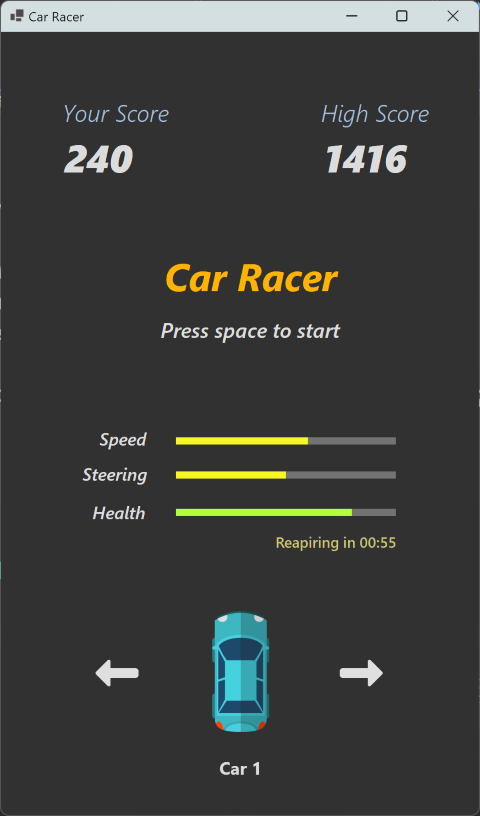 Car Racer
Your Score
High Score
240
1416
Car Racer
Press space to start
Speed
Steering
Health
Reapiring in 00:55
Car 1